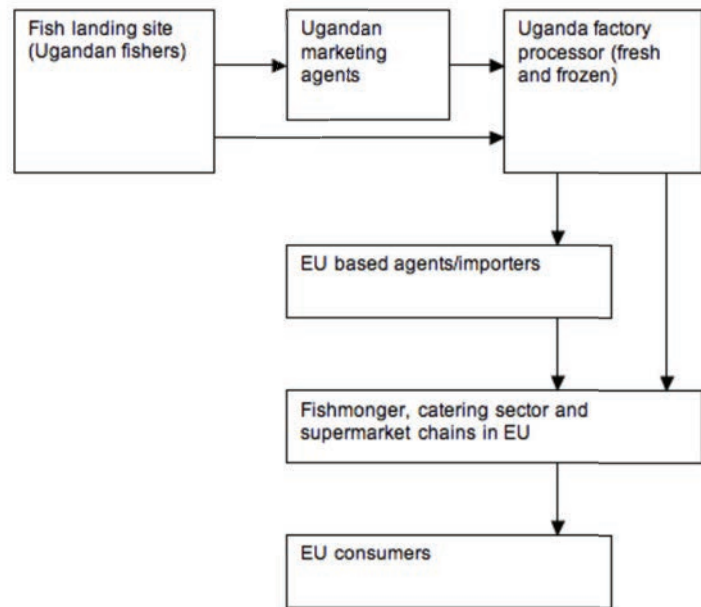 Fish landing site
(Ugandan fishers)
Ugandan
marketing
agents
Uganda factory
processor (fresh
and frozen)
EU based agents/importers
Fishmonger, catering sector and
supermarket chains in EU
EU consumers